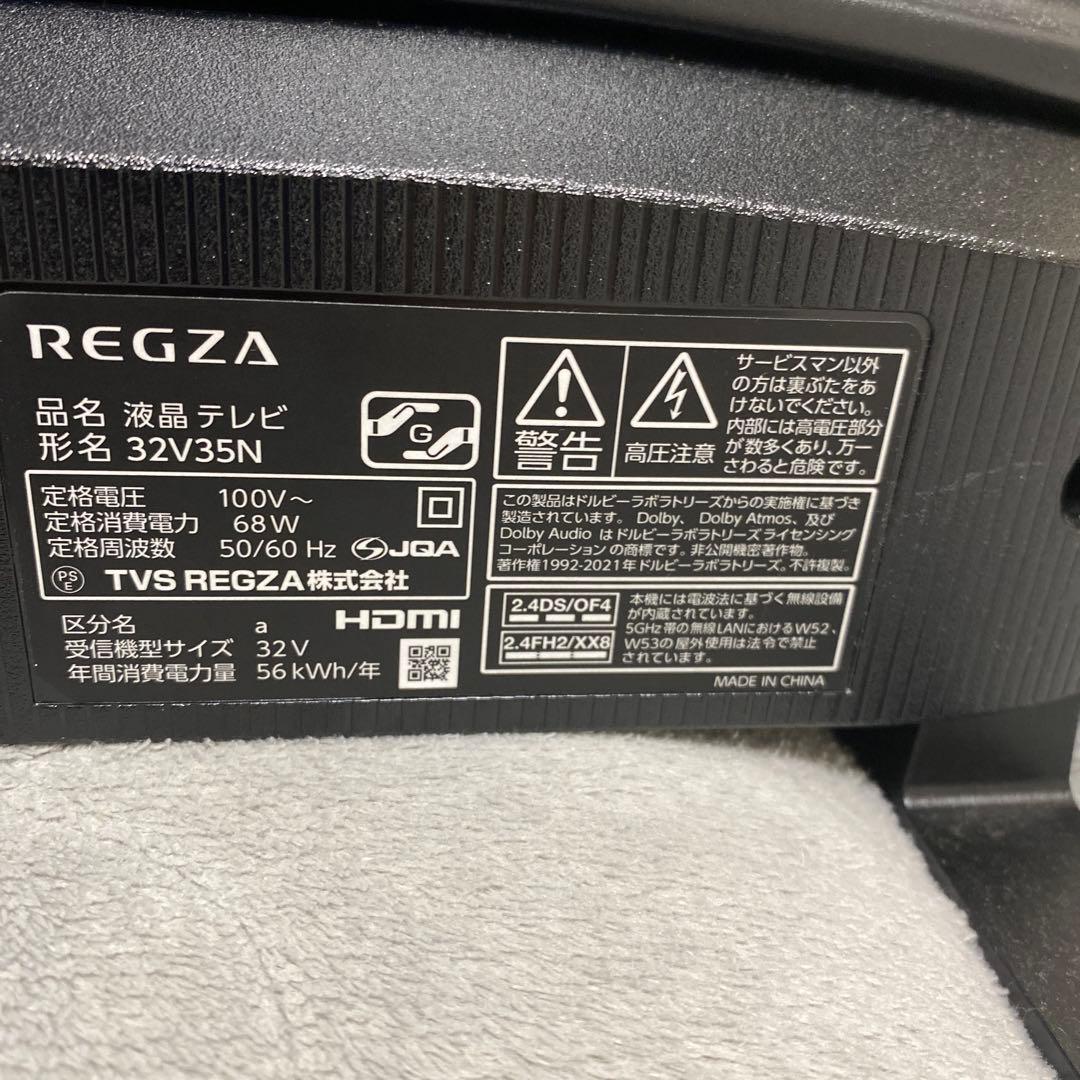 REGZA
品名 液晶テレビ
形名 32V35N
G
定格電圧 100V～
定格消費電力 68W
定格周波数 50/60 Hz
JQA
PS
E
TVS REGZA株式会社
区分名 a
HDMI
受信機型サイズ 32V
年間消費電力量 56kWh/年
警告
高圧注意
サービスマン以外
の方は裏ぶたをあ
けないでください。
内部には高電圧部分
が数多くあり、万一
さわると危険です。
この製品はドルビーラボラトリーズからの実施権に基づき
製造されています。 Dolby、 Dolby Atmos、及び
Dolby Audio はドルビーラボラトリーズライセンシング
コーポレーションの商標です。非公開機密著作物。
著作権1992-2021年ドルビーラボラトリーズ。不許複製。
2.4DS/OF4
2.4FH2/XX8
本機には電波法に基づく無線設備
が内蔵されています。
5GHz帯の無線LANにおけるW52、
W53の屋外使用は法令で禁止
されています。
MADE IN CHINA